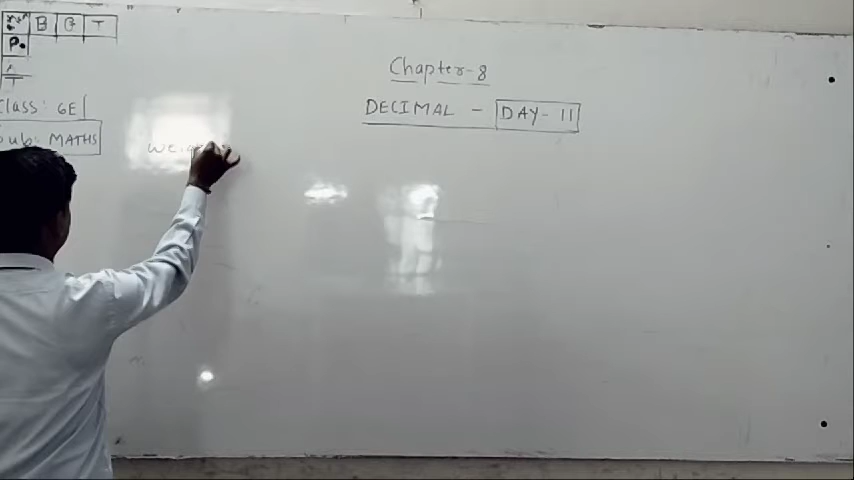 B G T
P.
T
Class: 6E
Sub: MATHS
Chapter-8
DECIMAL - DAY- 11